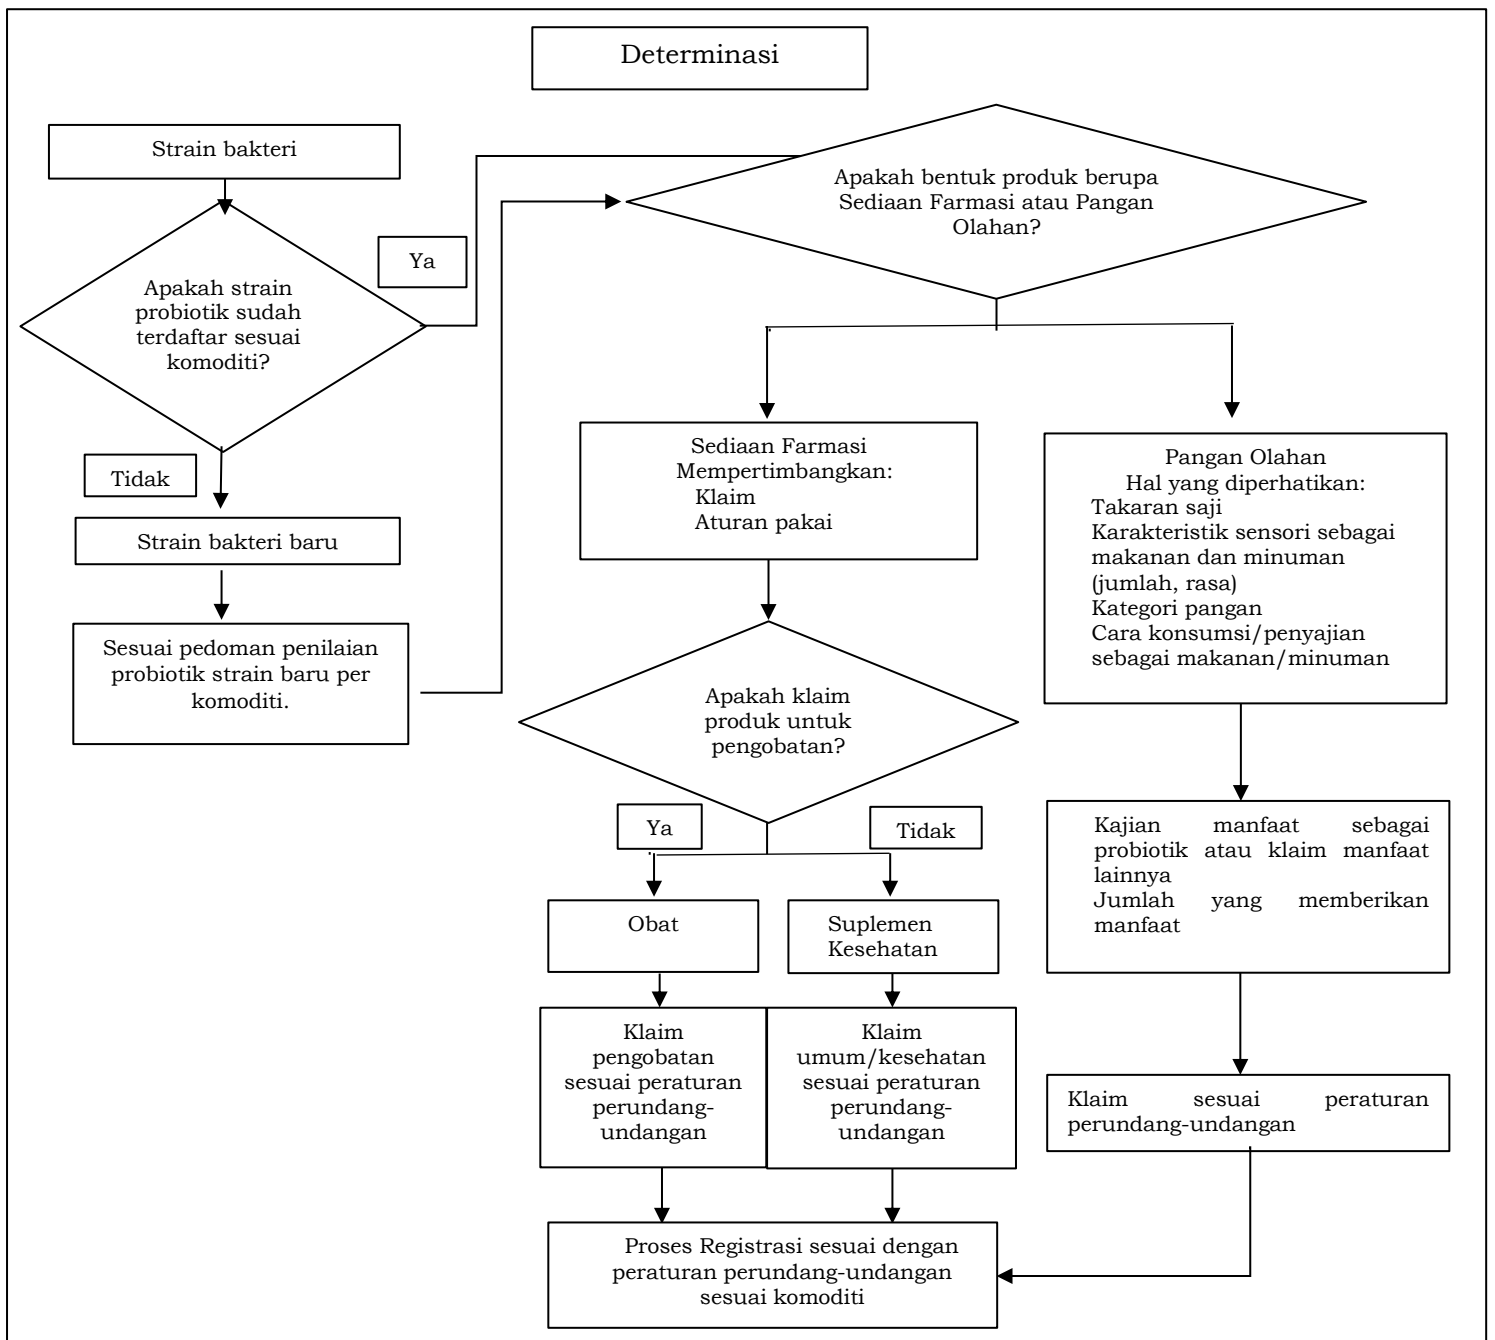 Determinasi
Strain bakteri
Apakah strain
probiotik sudah
terdaftar sesuai
komoditi?
Ya
Tidak
Strain bakteri baru
Sesuai pedoman penilaian
probiotik strain baru per
komoditi.
Apakah bentuk produk berupa
Sediaan Farmasi atau Pangan
Olahan?
Sediaan Farmasi
Mempertimbangkan:
Klaim
Aturan pakai
Apakah klaim
produk untuk
pengobatan?
Ya
Tidak
Obat
Suplemen
Kesehatan
Klaim
pengobatan
sesuai peraturan
perundang-
undangan
Klaim
umum/kesehatan
sesuai peraturan
perundang-
undangan
Pangan Olahan
Hal yang diperhatikan:
Takaran saji
Karakteristik sensori sebagai
makanan dan minuman
(jumlah, rasa)
Kategori pangan
Cara konsumsi/penyajian
sebagai makanan/minuman
Kajian manfaat sebagai
probiotik atau klaim manfaat
lainnya
Jumlah yang memberikan
manfaat
Klaim sesuai peraturan
perundang-undangan
Proses Registrasi sesuai dengan
peraturan perundang-undangan
sesuai komoditi